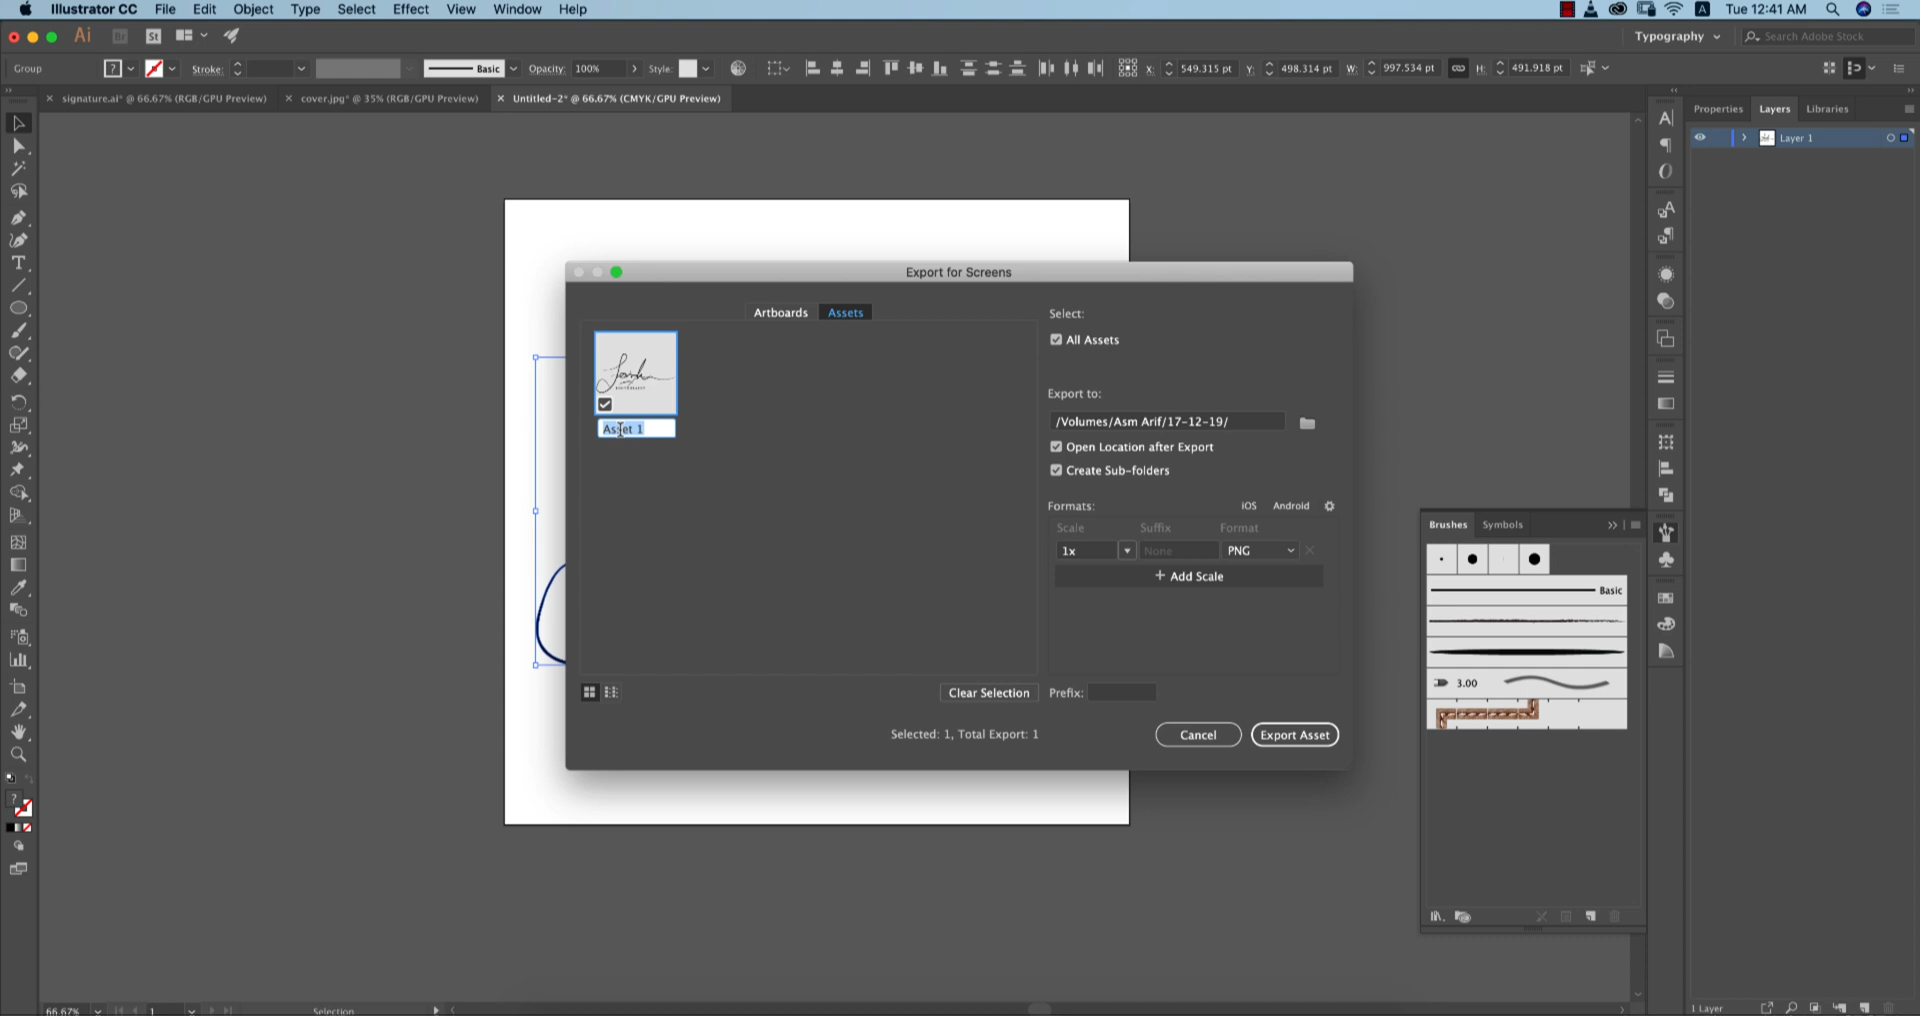 Illustrator CC File Edit Object Type Select Effect View Window Help
A Tue 12:41 AM
Ai Br St Typography Search Adobe Stock
Group ? Stroke: Basic Opacity: 100% Style: X: 549.315 pt Y: 498.314 pt W: 997.534 pt H: 491.918 pt
signature.ai* @ 66.67% (RGB/GPU Preview) cover.jpg* @ 35% (RGB/GPU Preview) Untitled-2* @ 66.67% (CMYK/GPU Preview)
Properties Layers Libraries
Layer 1
Export for Screens
Artboards Assets
Select:
All Assets
Export to:
Asset 1
/Volumes/Asm Arif/17-12-19/
Open Location after Export
Create Sub-folders
Formats: iOS Android
Scale Suffix Format
1x None PNG
+ Add Scale
Clear Selection Prefix:
Selected: 1, Total Export: 1
Cancel Export Asset
Brushes Symbols
Basic
3.00
66.67% 1 Selection
1 Layer